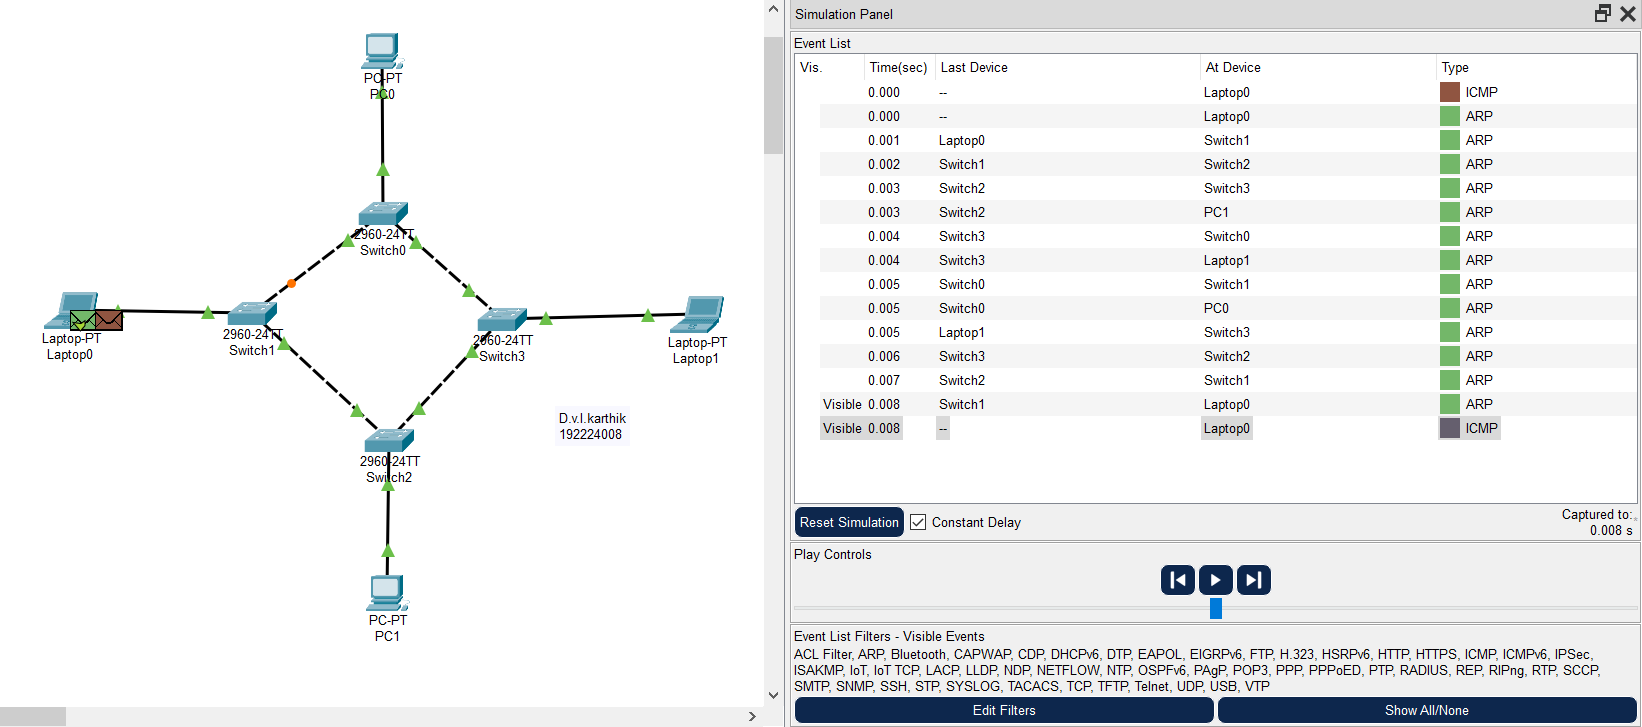 PC-PT
PC0
2960-24TT
Switch0
Laptop-PT
Laptop0
2960-24TT
Switch1
2960-24TT
Switch3
Laptop-PT
Laptop1
D.v.l.karthik
192224008
2960-24TT
Switch2
PC-PT
PC1
Simulation Panel
Event List
Vis. Time(sec) Last Device At Device Type
0.000 -- Laptop0 ICMP
0.000 -- Laptop0 ARP
0.001 Laptop0 Switch1 ARP
0.002 Switch1 Switch2 ARP
0.003 Switch2 Switch3 ARP
0.003 Switch2 PC1 ARP
0.004 Switch3 Switch0 ARP
0.004 Switch3 Laptop1 ARP
0.005 Switch0 Switch1 ARP
0.005 Switch0 PC0 ARP
0.005 Laptop1 Switch3 ARP
0.006 Switch3 Switch2 ARP
0.007 Switch2 Switch1 ARP
Visible 0.008 Switch1 Laptop0 ARP
Visible 0.008 -- Laptop0 ICMP
Reset Simulation Constant Delay
Captured to:
0.008 s
Play Controls
Event List Filters - Visible Events
ACL Filter, ARP, Bluetooth, CAPWAP, CDP, DHCPv6, DTP, EAPOL, EIGRPv6, FTP, H.323, HSRPv6, HTTP, HTTPS, ICMP, ICMPv6, IPSec,
ISAKMP, IoT, IoT TCP, LACP, LLDP, NDP, NETFLOW, NTP, OSPFv6, PAgP, POP3, PPP, PPPoED, PTP, RADIUS, REP, RIPng, RTP, SCCP,
SMTP, SNMP, SSH, STP, SYSLOG, TACACS, TCP, TFTP, Telnet, UDP, USB, VTP
Edit Filters Show All/None